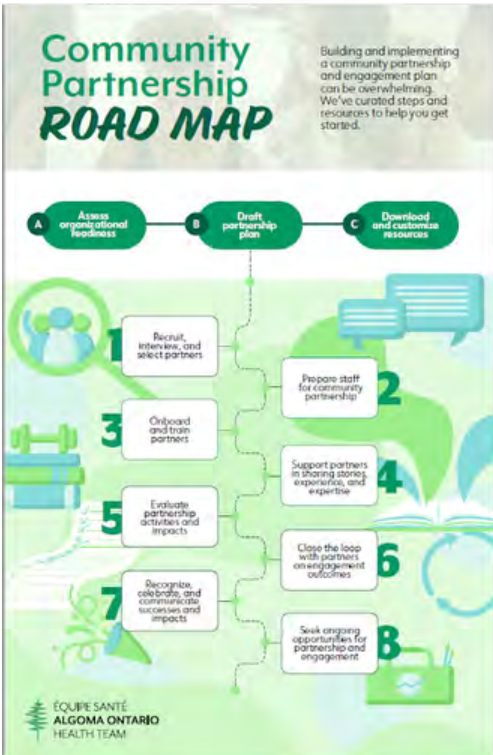 Community
Partnership
ROAD MAP
Building and implementing
a community partnership
and engagement plan
can be overwhelming.
We've curated steps and
resources to help you get
started.
A
Assess
organizational
readiness
B
Draft
partnership
plan
C
Download
and customize
resources
1
Recruit,
interview, and
select partners
2
Prepare staff
for community
partnership
3
Onboard
and train
partners
4
Support partners
in sharing stories,
experience, and
expertise
5
Evaluate
partnership
activities and
impacts
6
Close the loop
with partners
on engagement
outcomes
7
Recognize,
celebrate, and
communicate
successes and
impacts
8
Seek ongoing
opportunities for
partnership and
engagement
ÉQUIPE SANTÉ
ALGOMA ONTARIO
HEALTH TEAM